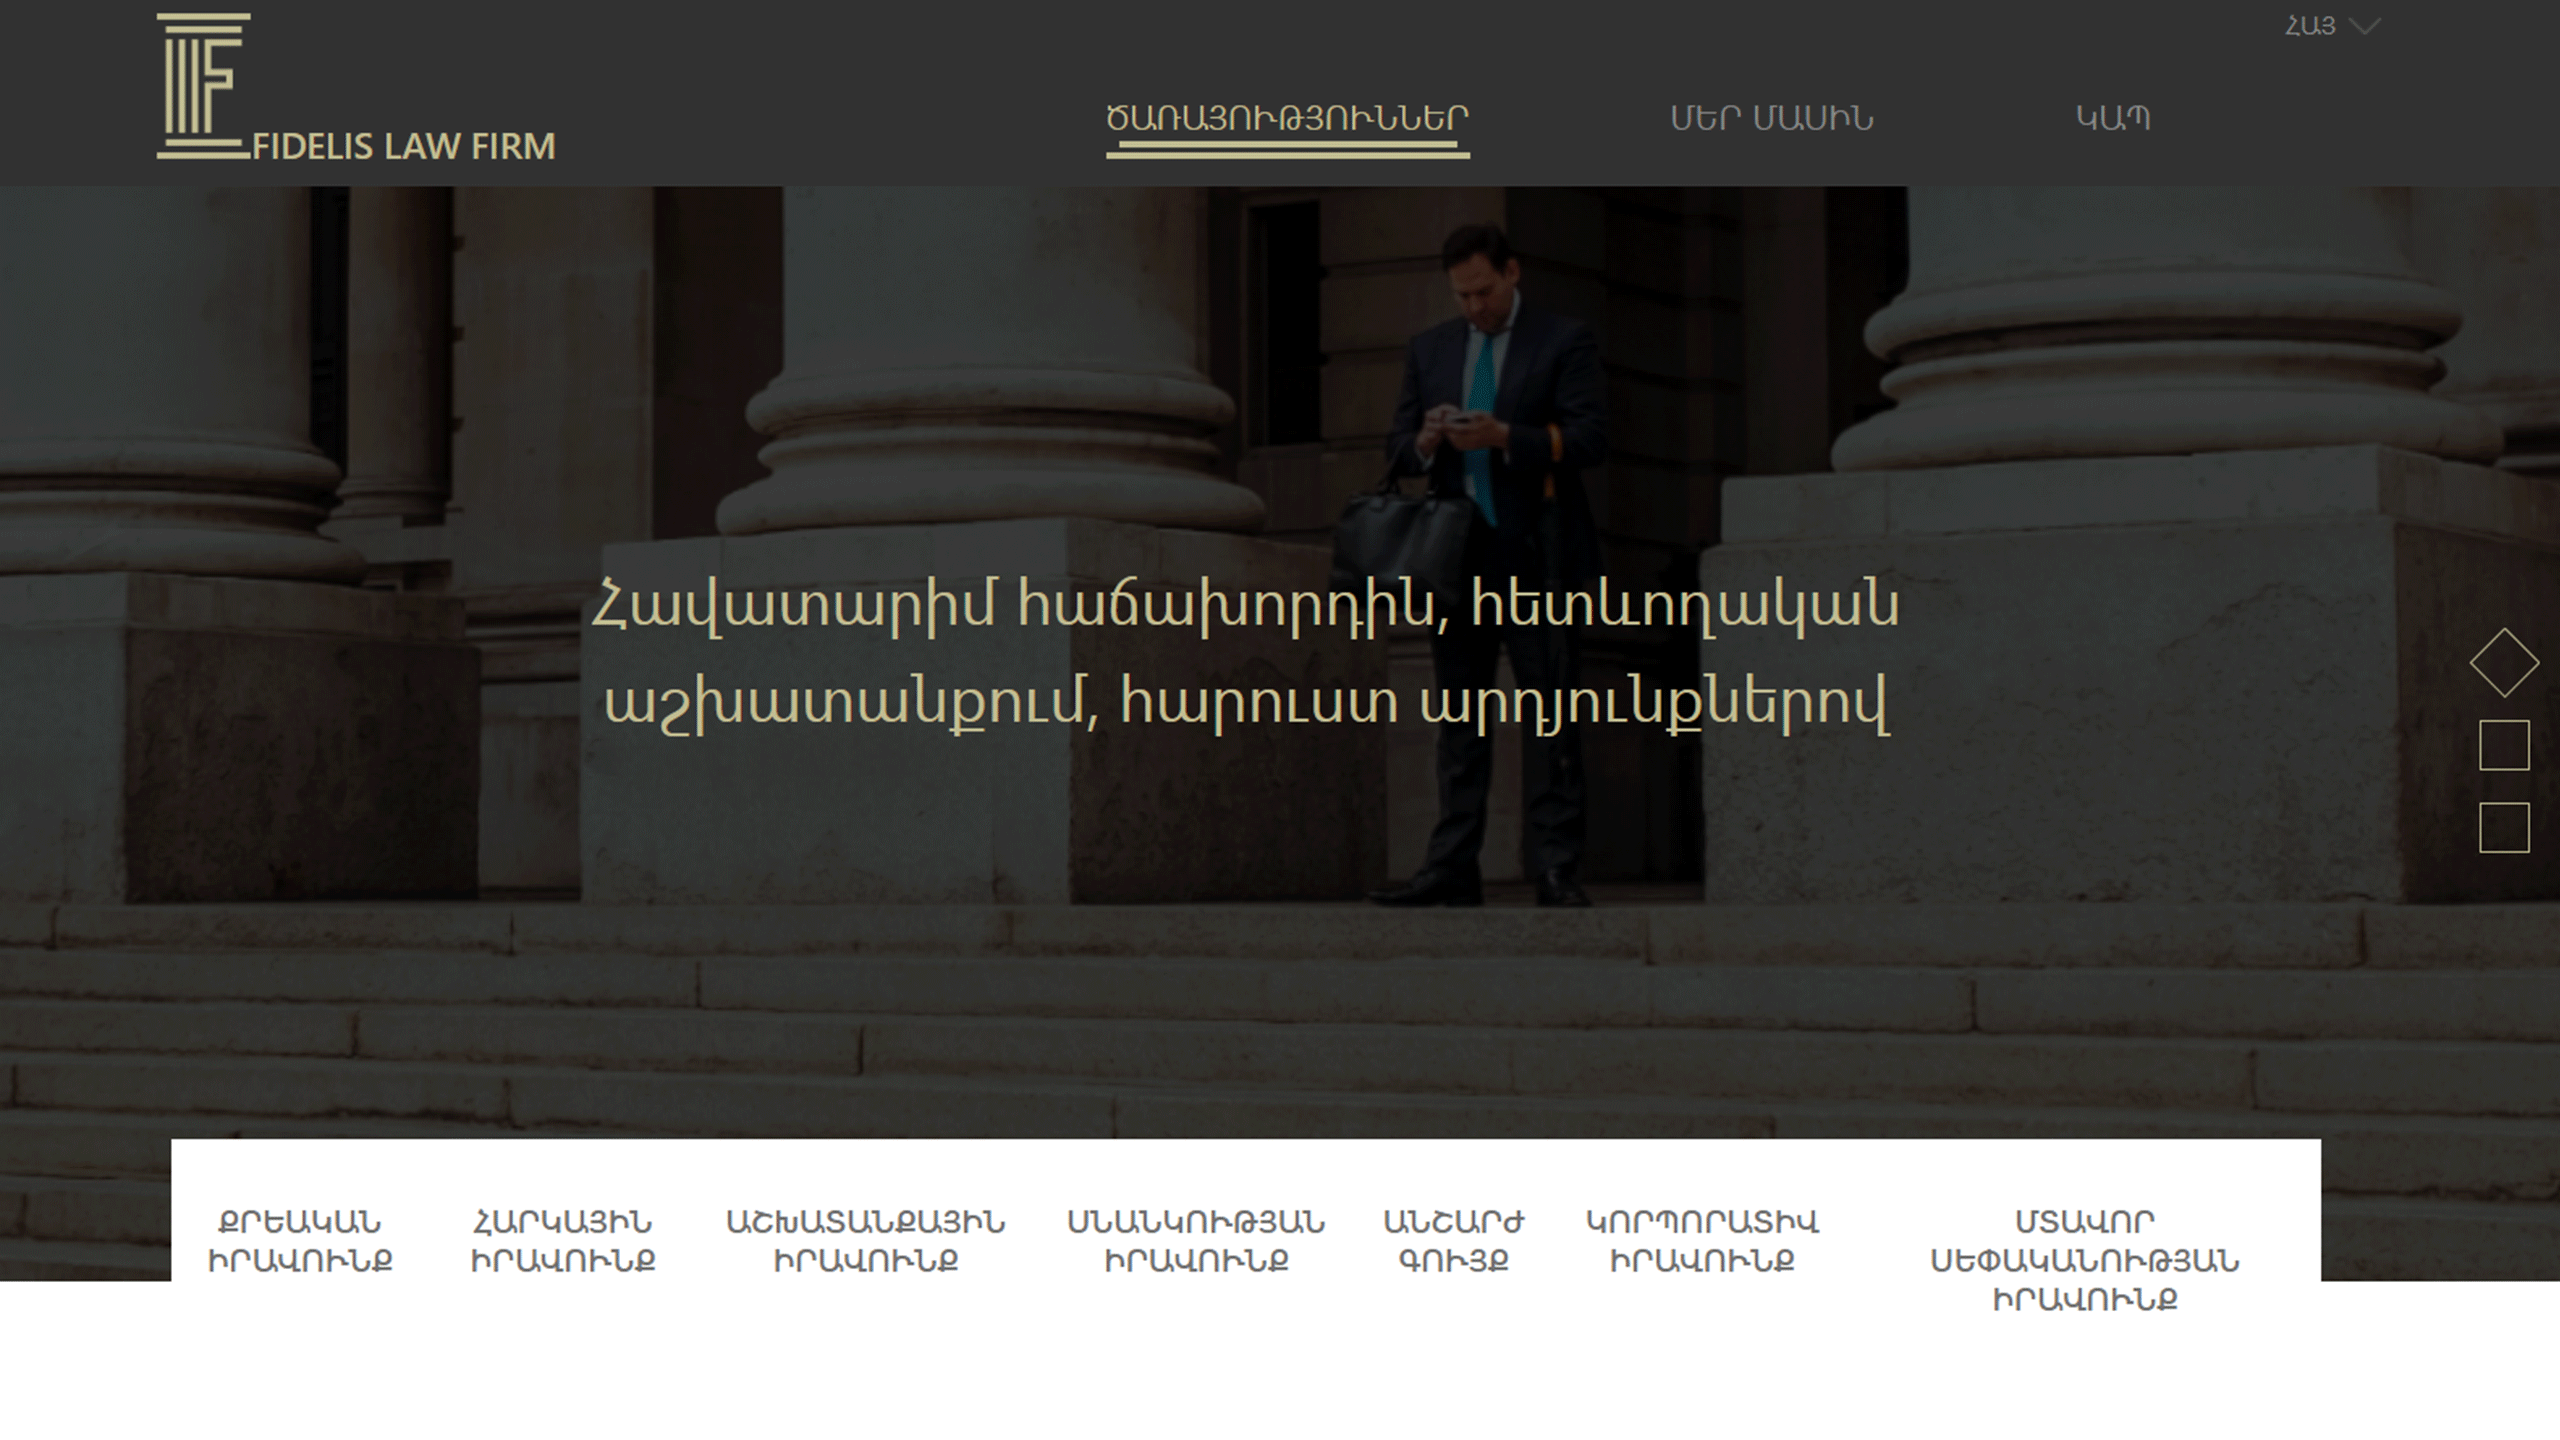 ՀԱՅ
FIDELIS LAW FIRM
ԾԱՌԱՅՈՒԹՅՈՒՆՆԵՐ
ՄԵՐ ՄԱՍԻՆ
ԿԱՊ
Հավատարիմ հաճախորդին, հետևողական
աշխատանքում, հարուստ արդյունքներով
ՔՐԵԱԿԱՆ
ԻՐԱՎՈՒՆՔ
ՀԱՐԿԱՅԻՆ
ԻՐԱՎՈՒՆՔ
ԱՇԽԱՏԱՆՔԱՅԻՆ
ԻՐԱՎՈՒՆՔ
ՍՆԱՆԿՈՒԹՅԱՆ
ԻՐԱՎՈՒՆՔ
ԱՆՇԱՐԺ
ԳՈՒՅՔ
ԿՈՐՊՈՐԱՏԻՎ
ԻՐԱՎՈՒՆՔ
ՄՏԱՎՈՐ
ՍԵՓԱԿԱՆՈՒԹՅԱՆ
ԻՐԱՎՈՒՆՔ